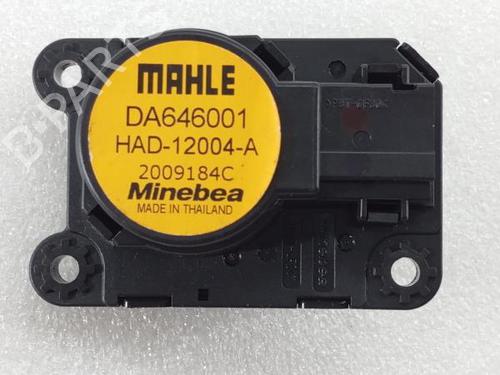 MAHLE
DA646001
HAD-12004-A
2009184C
Minebea
MADE IN THAILAND
B-PARTS